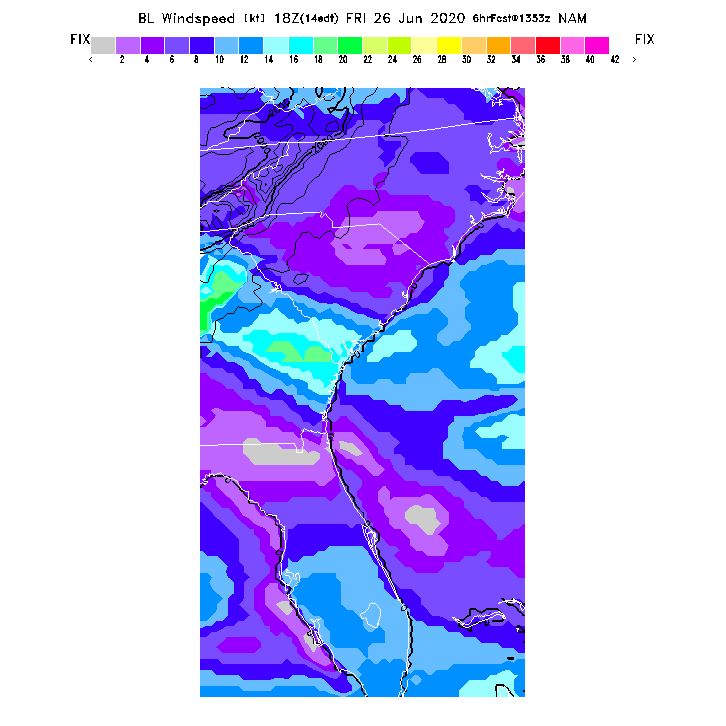 BL Windspeed [kt] 18Z(14edt) FRI 26 Jun 2020 6hrFcst@1353z NAM
FIX FIX
< 2 4 6 8 10 12 14 16 18 20 22 24 26 28 30 32 34 36 38 40 42 >